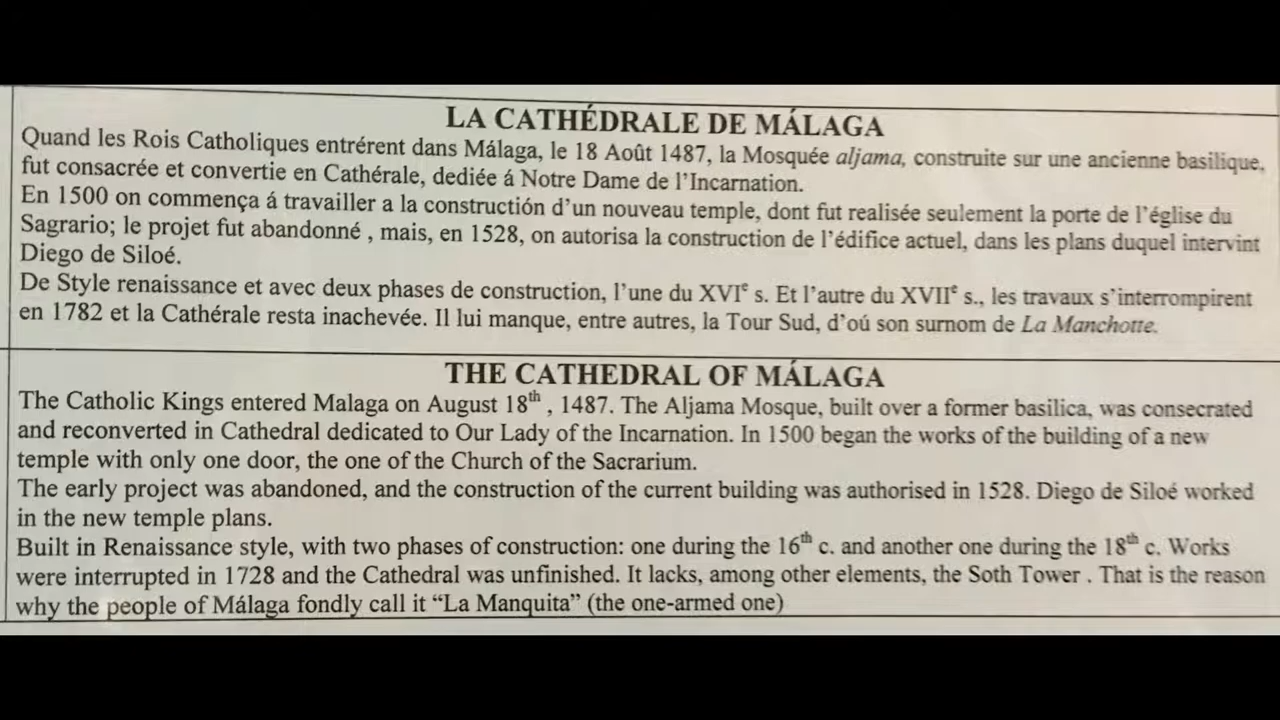 LA CATHÉDRALE DE MÁLAGA
Quand les Rois Catholiques entrérent dans Málaga, le 18 Août 1487, la Mosquée aljama, construite sur une ancienne basilique,
fut consacrée et convertie en Cathérale, dediée á Notre Dame de l'Incarnation.
En 1500 on commença á travailler a la constructión d'un nouveau temple, dont fut realisée seulement la porte de l'église du
Sagrario; le projet fut abandonné , mais, en 1528, on autorisa la construction de l'édifice actuel, dans les plans duquel intervint
Diego de Siloé.
De Style renaissance et avec deux phases de construction, l'une du XVIe s. Et l'autre du XVIIe s., les travaux s'interrompirent
en 1782 et la Cathérale resta inachevée. Il lui manque, entre autres, la Tour Sud, d'oú son surnom de La Manchotte.
THE CATHEDRAL OF MÁLAGA
The Catholic Kings entered Malaga on August 18th , 1487. The Aljama Mosque, built over a former basilica, was consecrated
and reconverted in Cathedral dedicated to Our Lady of the Incarnation. In 1500 began the works of the building of a new
temple with only one door, the one of the Church of the Sacrarium.
The early project was abandoned, and the construction of the current building was authorised in 1528. Diego de Siloé worked
in the new temple plans.
Built in Renaissance style, with two phases of construction: one during the 16th c. and another one during the 18th c. Works
were interrupted in 1728 and the Cathedral was unfinished. It lacks, among other elements, the Soth Tower . That is the reason
why the people of Málaga fondly call it “La Manquita” (the one-armed one)